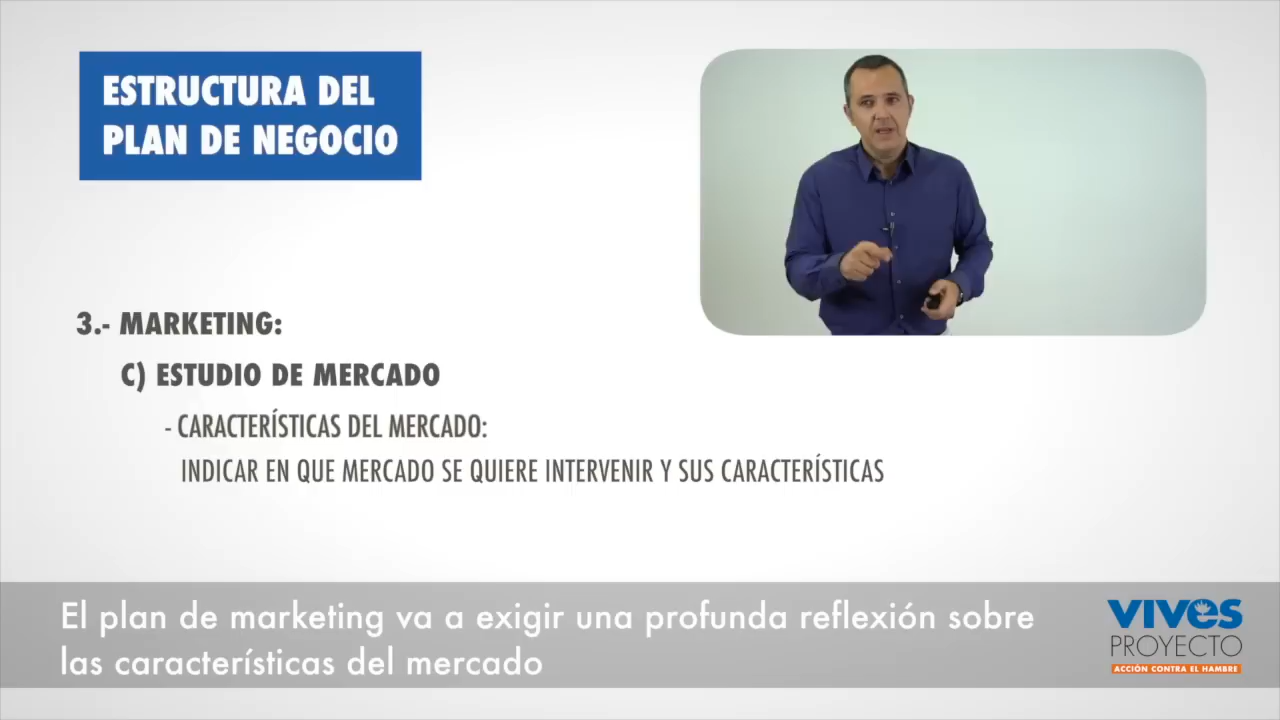 ESTRUCTURA DEL
PLAN DE NEGOCIO
3.- MARKETING:
C) ESTUDIO DE MERCADO
- CARACTERÍSTICAS DEL MERCADO:
INDICAR EN QUE MERCADO SE QUIERE INTERVENIR Y SUS CARACTERÍSTICAS
El plan de marketing va a exigir una profunda reflexión sobre
las características del mercado
VIVES
PROYECTO
ACCIÓN CONTRA EL HAMBRE